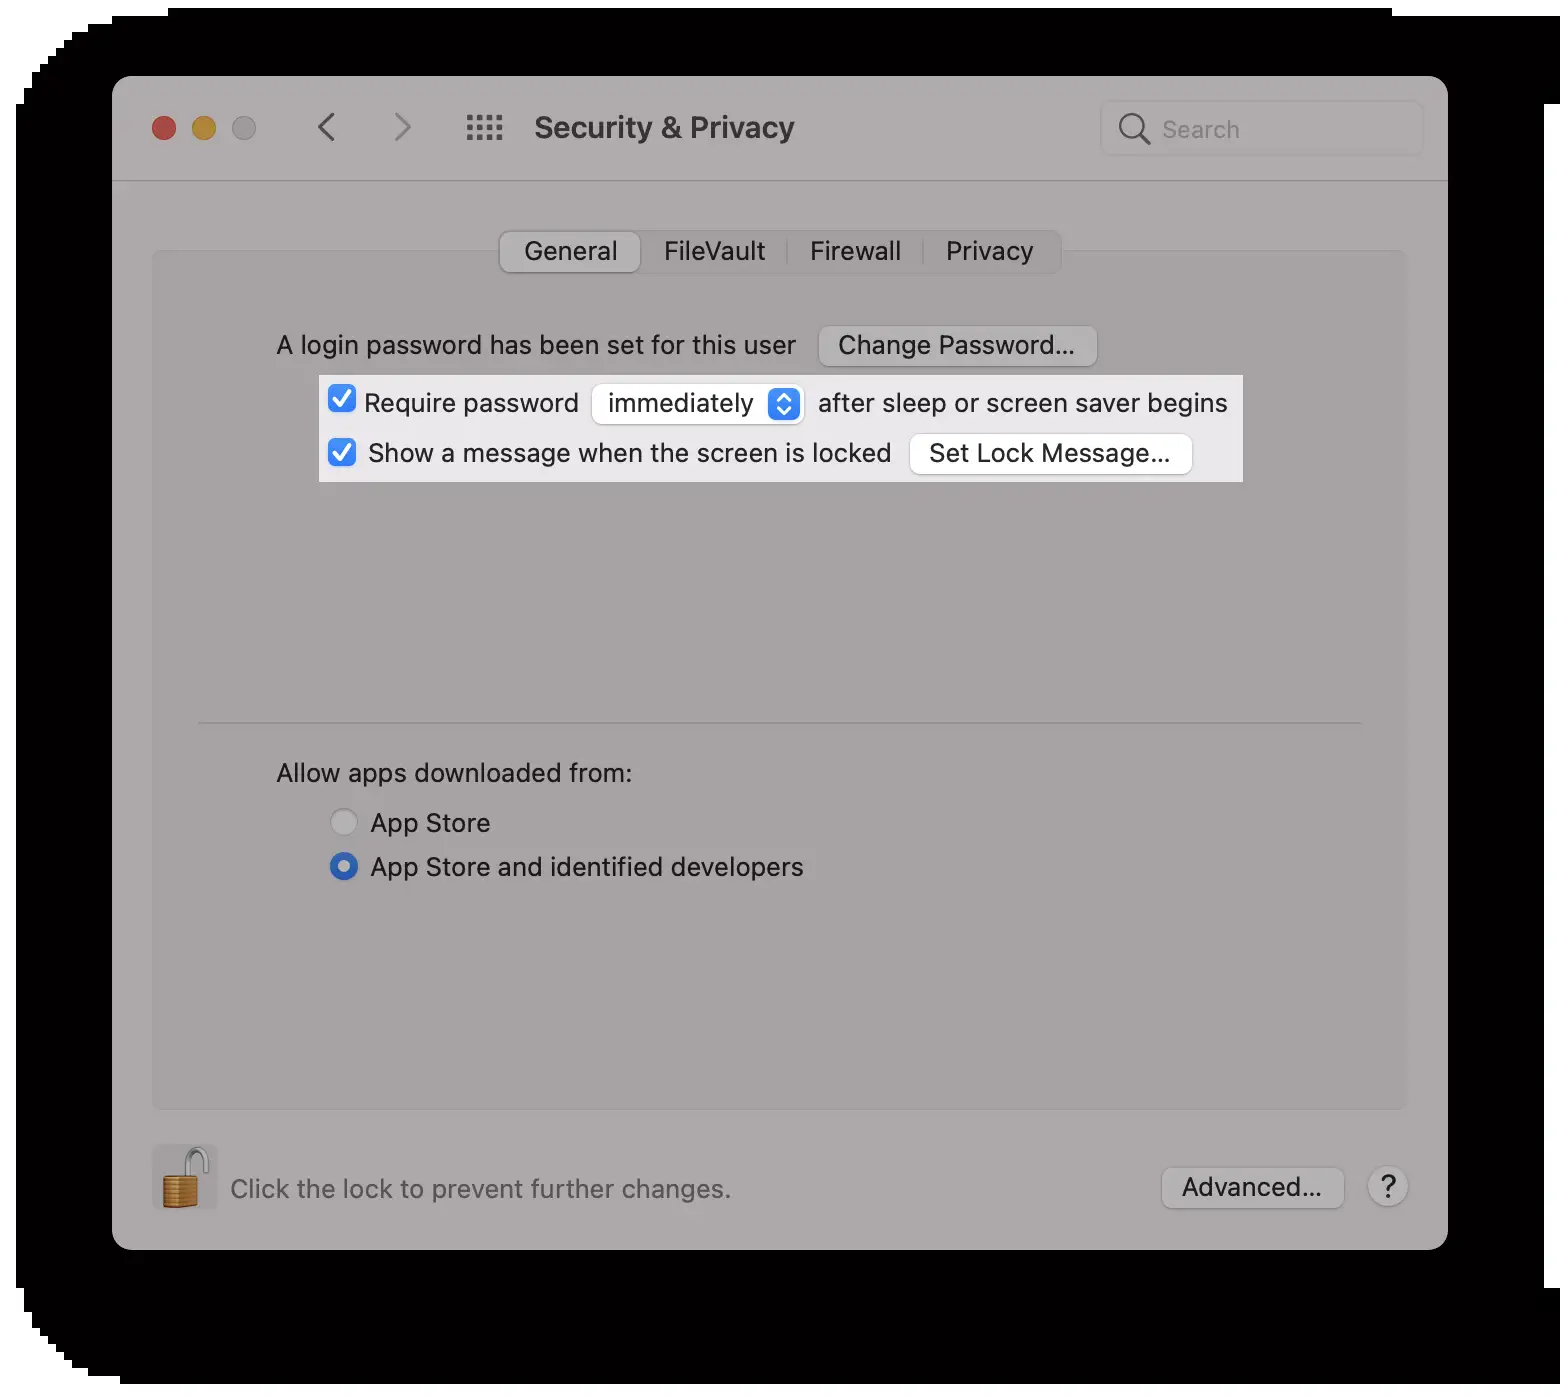 Security & Privacy
Search
General FileVault Firewall Privacy
A login password has been set for this user Change Password...
Require password immediately after sleep or screen saver begins
Show a message when the screen is locked Set Lock Message...
Allow apps downloaded from:
App Store
App Store and identified developers
Click the lock to prevent further changes.
Advanced... ?